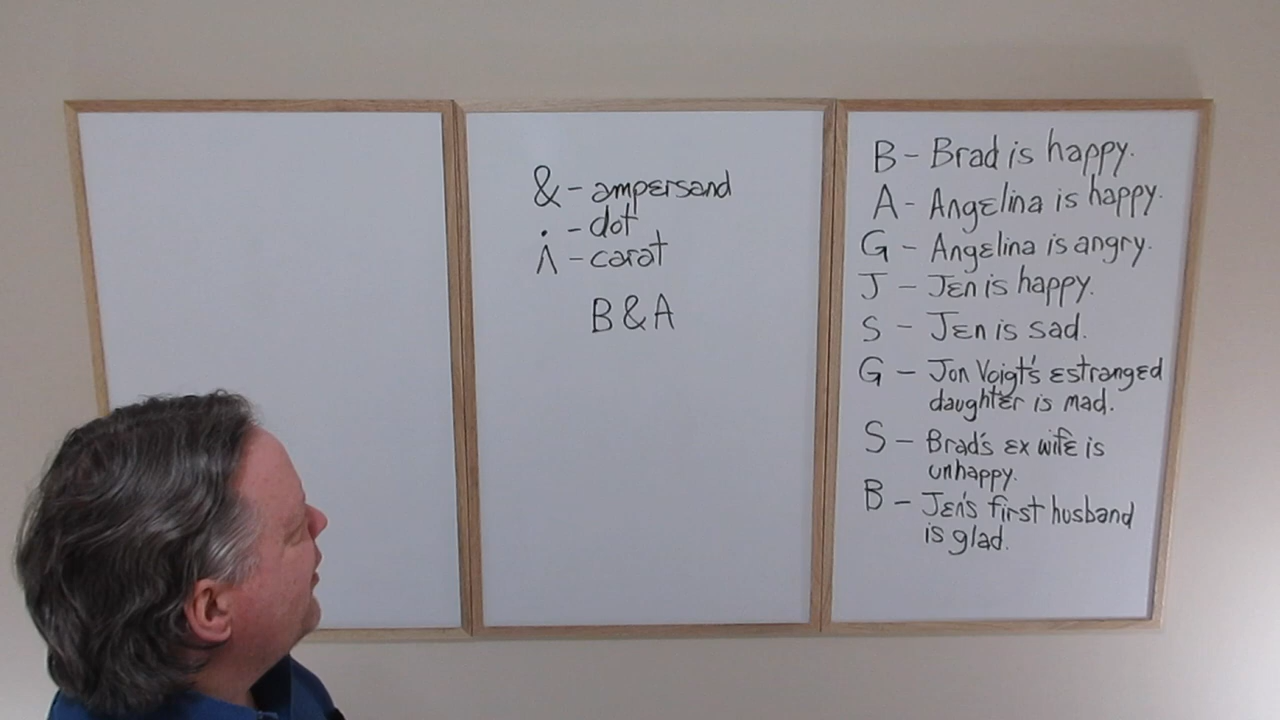 & - ampersand
. - dot
^ - carat
B & A
B - Brad is happy.
A - Angelina is happy.
G - Angelina is angry.
J - Jen is happy.
S - Jen is sad.
G - Jon Voigt's estranged
daughter is mad.
S - Brad's ex wife is
unhappy.
B - Jen's first husband
is glad.